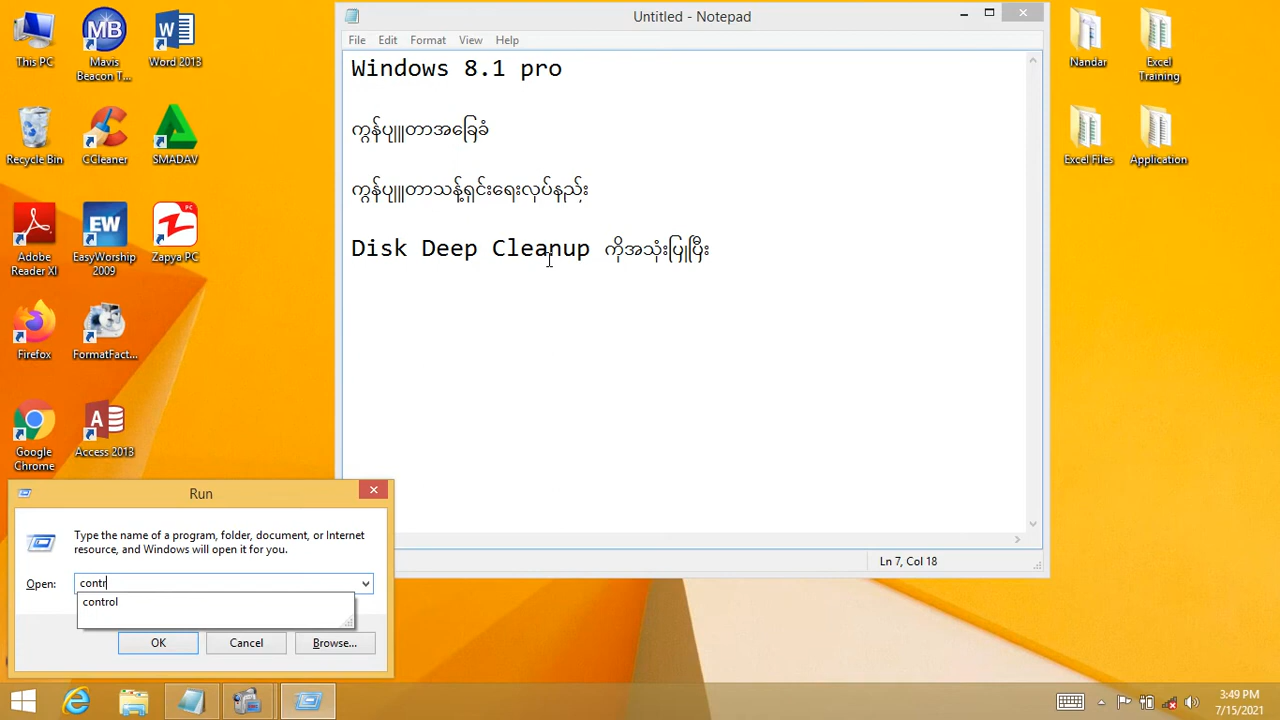 This PC
Mavis
Beacon T...
Word 2013
Recycle Bin
CCleaner
SMADAV
Adobe
Reader XI
EasyWorship
2009
Zapya PC
Firefox
FormatFact...
Google
Chrome
Access 2013
Untitled - Notepad
File Edit Format View Help
Windows 8.1 pro
ကွန်ပျူတာအခြေခံ
ကွန်ပျူတာသန့်ရှင်းရေးလုပ်နည်း
Disk Deep Cleanup ကိုအသုံးပြုပြီး
Ln 7, Col 18
Nandar
Excel
Training
Excel Files
Application
Run
Type the name of a program, folder, document, or Internet
resource, and Windows will open it for you.
Open: contr
control
OK Cancel Browse...
3:49 PM
7/15/2021